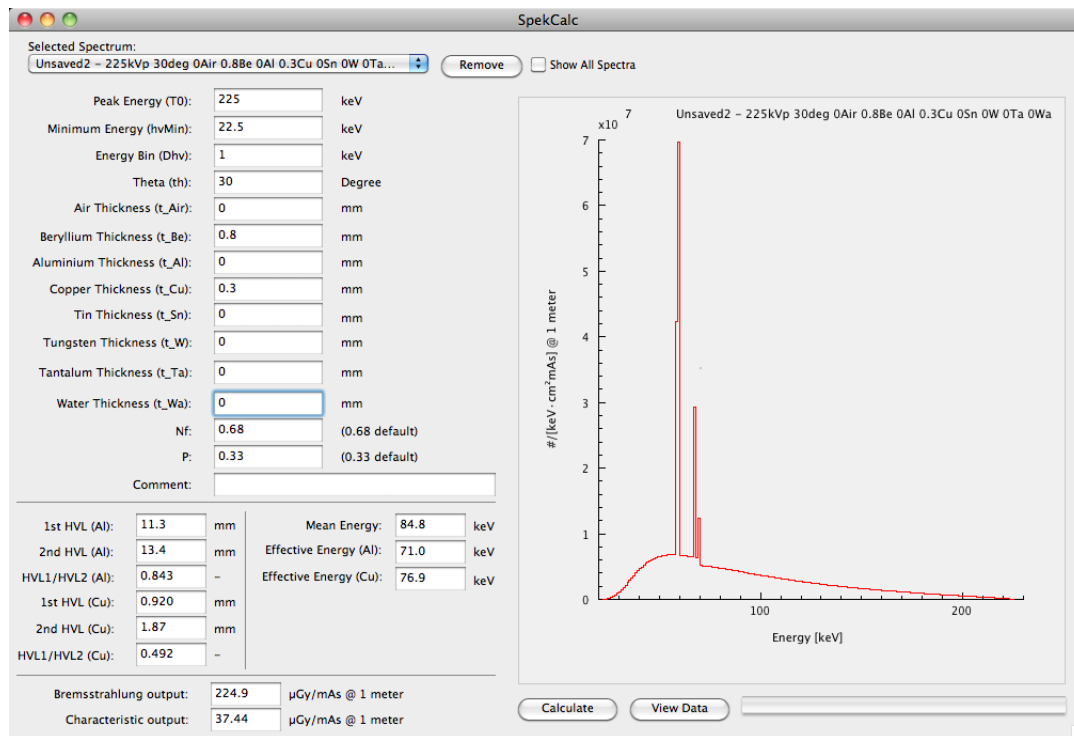 SpekCalc
Selected Spectrum:
Unsaved2 - 225kVp 30deg 0Air 0.8Be 0Al 0.3Cu 0Sn 0W 0Ta...
Remove
Show All Spectra
Peak Energy (T0): 225 keV
Minimum Energy (hvMin): 22.5 keV
Energy Bin (Dhv): 1 keV
Theta (th): 30 Degree
Air Thickness (t_Air): 0 mm
Beryllium Thickness (t_Be): 0.8 mm
Aluminium Thickness (t_Al): 0 mm
Copper Thickness (t_Cu): 0.3 mm
Tin Thickness (t_Sn): 0 mm
Tungsten Thickness (t_W): 0 mm
Tantalum Thickness (t_Ta): 0 mm
Water Thickness (t_Wa): 0 mm
Nf: 0.68 (0.68 default)
P: 0.33 (0.33 default)
Comment:
1st HVL (Al): 11.3 mm
2nd HVL (Al): 13.4 mm
HVL1/HVL2 (Al): 0.843 -
1st HVL (Cu): 0.920 mm
2nd HVL (Cu): 1.87 mm
HVL1/HVL2 (Cu): 0.492 -
Mean Energy: 84.8 keV
Effective Energy (Al): 71.0 keV
Effective Energy (Cu): 76.9 keV
Bremsstrahlung output: 224.9 µGy/mAs @ 1 meter
Characteristic output: 37.44 µGy/mAs @ 1 meter
Unsaved2 - 225kVp 30deg 0Air 0.8Be 0Al 0.3Cu 0Sn 0W 0Ta 0Wa
x10 7
7
6
5
4
3
2
1
0
#/[keV·cm²mAs] @ 1 meter
100
200
Energy [keV]
Calculate
View Data